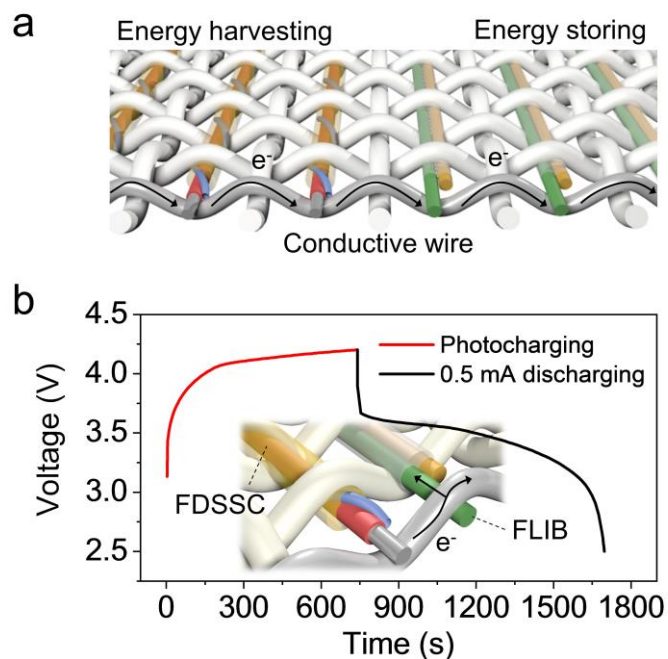 a
Energy harvesting
Energy storing
e-
e-
Conductive wire
b
4.5
4.0
3.5
3.0
2.5
Voltage (V)
Photocharging
0.5 mA discharging
FDSSC
FLIB
e-
0
300
600
900
1200
1500
1800
Time (s)